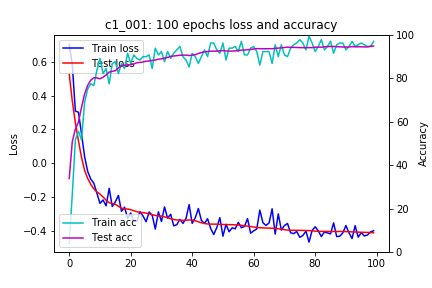 c1_001: 100 epochs loss and accuracy
Train loss
Test loss
Train acc
Test acc
Loss
Accuracy
0.6
0.4
0.2
0.0
−0.2
−0.4
100
80
60
40
20
0
0
20
40
60
80
100